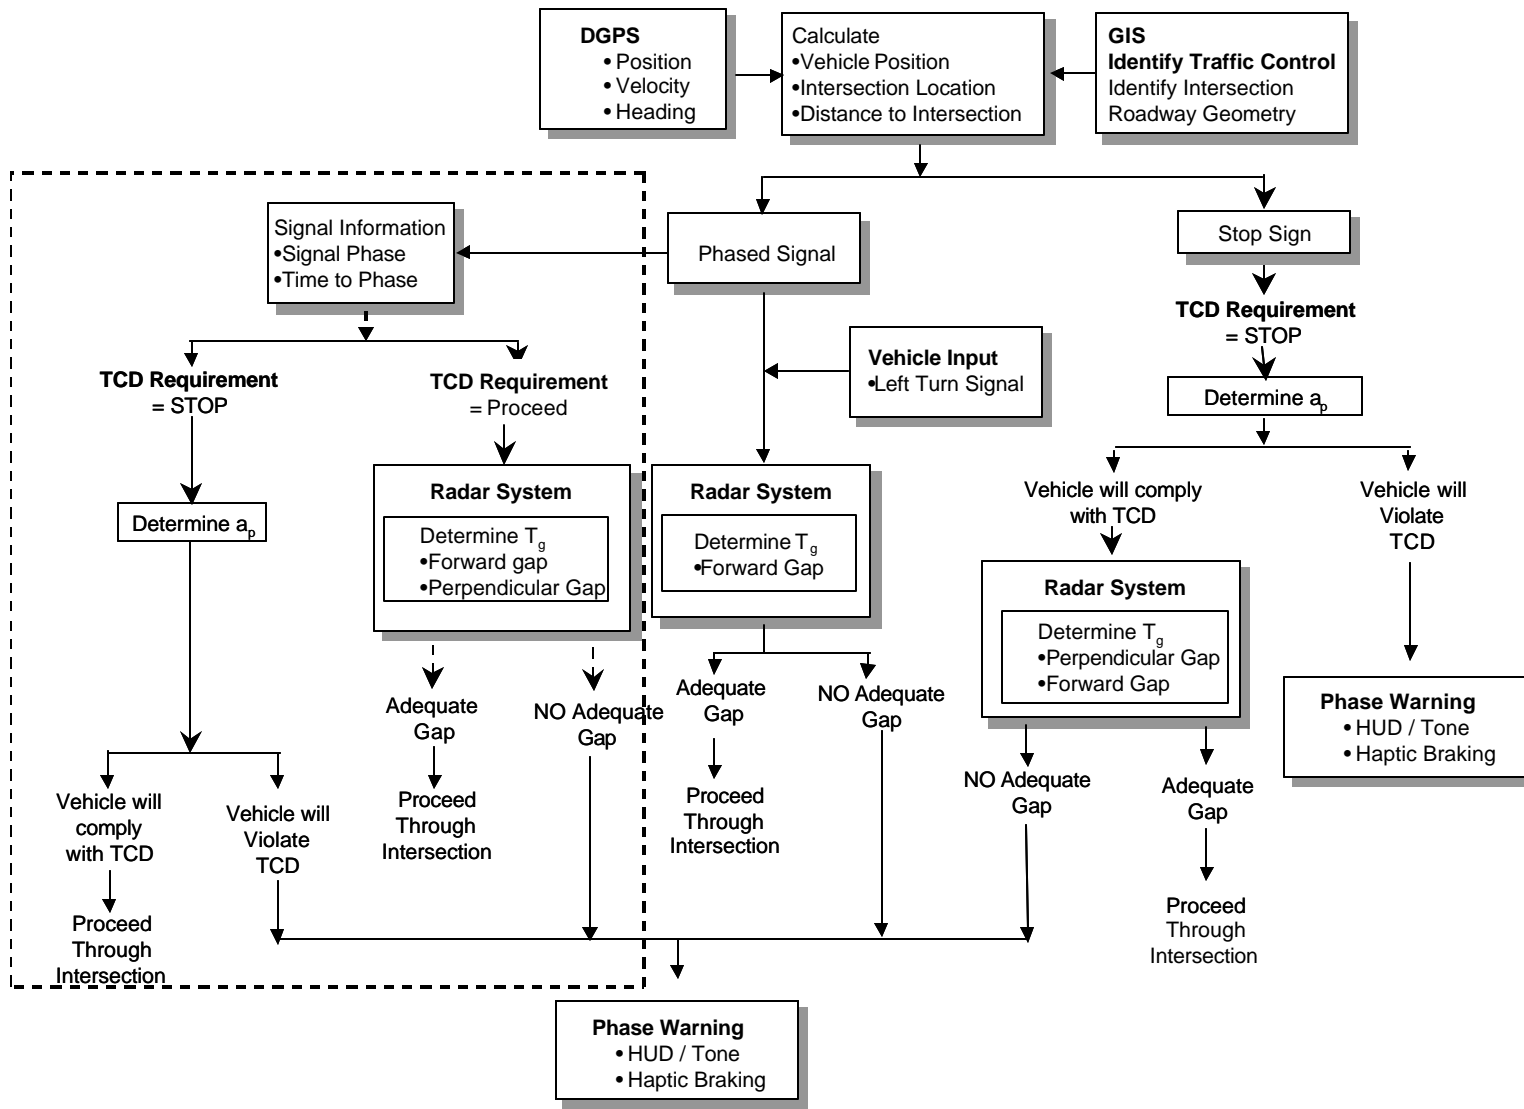 DGPS
• Position
• Velocity
• Heading
Calculate
•Vehicle Position
•Intersection Location
•Distance to Intersection
GIS
Identify Traffic Control
Identify Intersection
Roadway Geometry
Signal Information
•Signal Phase
•Time to Phase
Phased Signal
Stop Sign
TCD Requirement
= STOP
TCD Requirement
= Proceed
Vehicle Input
•Left Turn Signal
TCD Requirement
= STOP
Determine ap
Determine ap
Radar System
Determine Tg
•Forward gap
•Perpendicular Gap
Radar System
Determine Tg
•Forward Gap
Vehicle will comply
with TCD
Vehicle will
Violate
TCD
Radar System
Determine Tg
•Perpendicular Gap
•Forward Gap
Adequate
Gap
NO Adequate
Gap
Adequate
Gap
NO Adequate
Gap
NO Adequate
Gap
Adequate
Gap
Phase Warning
• HUD / Tone
• Haptic Braking
Vehicle will
comply
with TCD
Vehicle will
Violate
TCD
Proceed
Through
Intersection
Proceed
Through
Intersection
Proceed
Through
Intersection
Proceed
Through
Intersection
Phase Warning
• HUD / Tone
• Haptic Braking